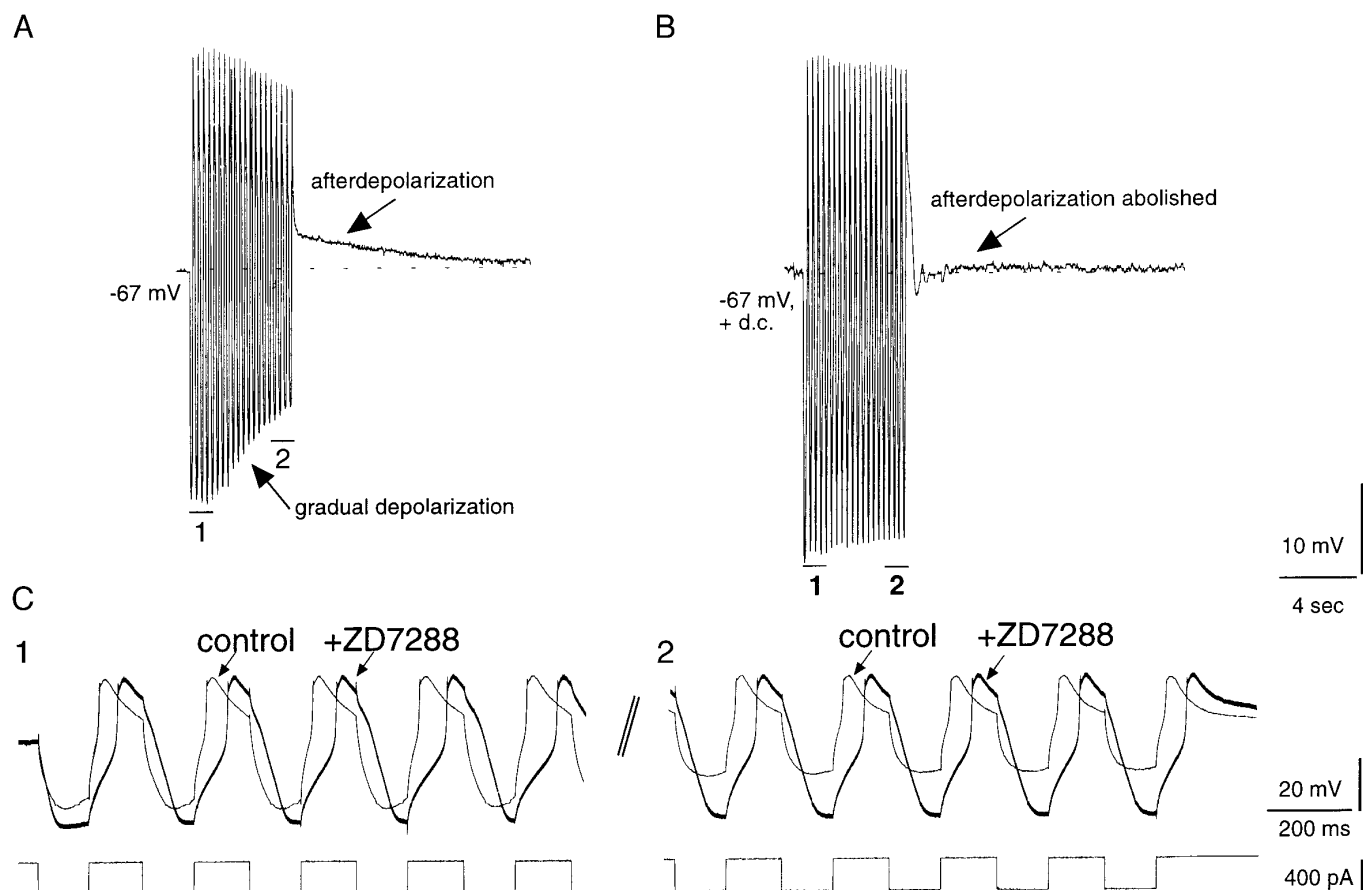 A
B
afterdepolarization
afterdepolarization abolished
-67 mV
-67 mV,
+ d.c.
2
gradual depolarization
1
1
2
10 mV
4 sec
C
1
control
+ZD7288
2
control
+ZD7288
20 mV
200 ms
400 pA